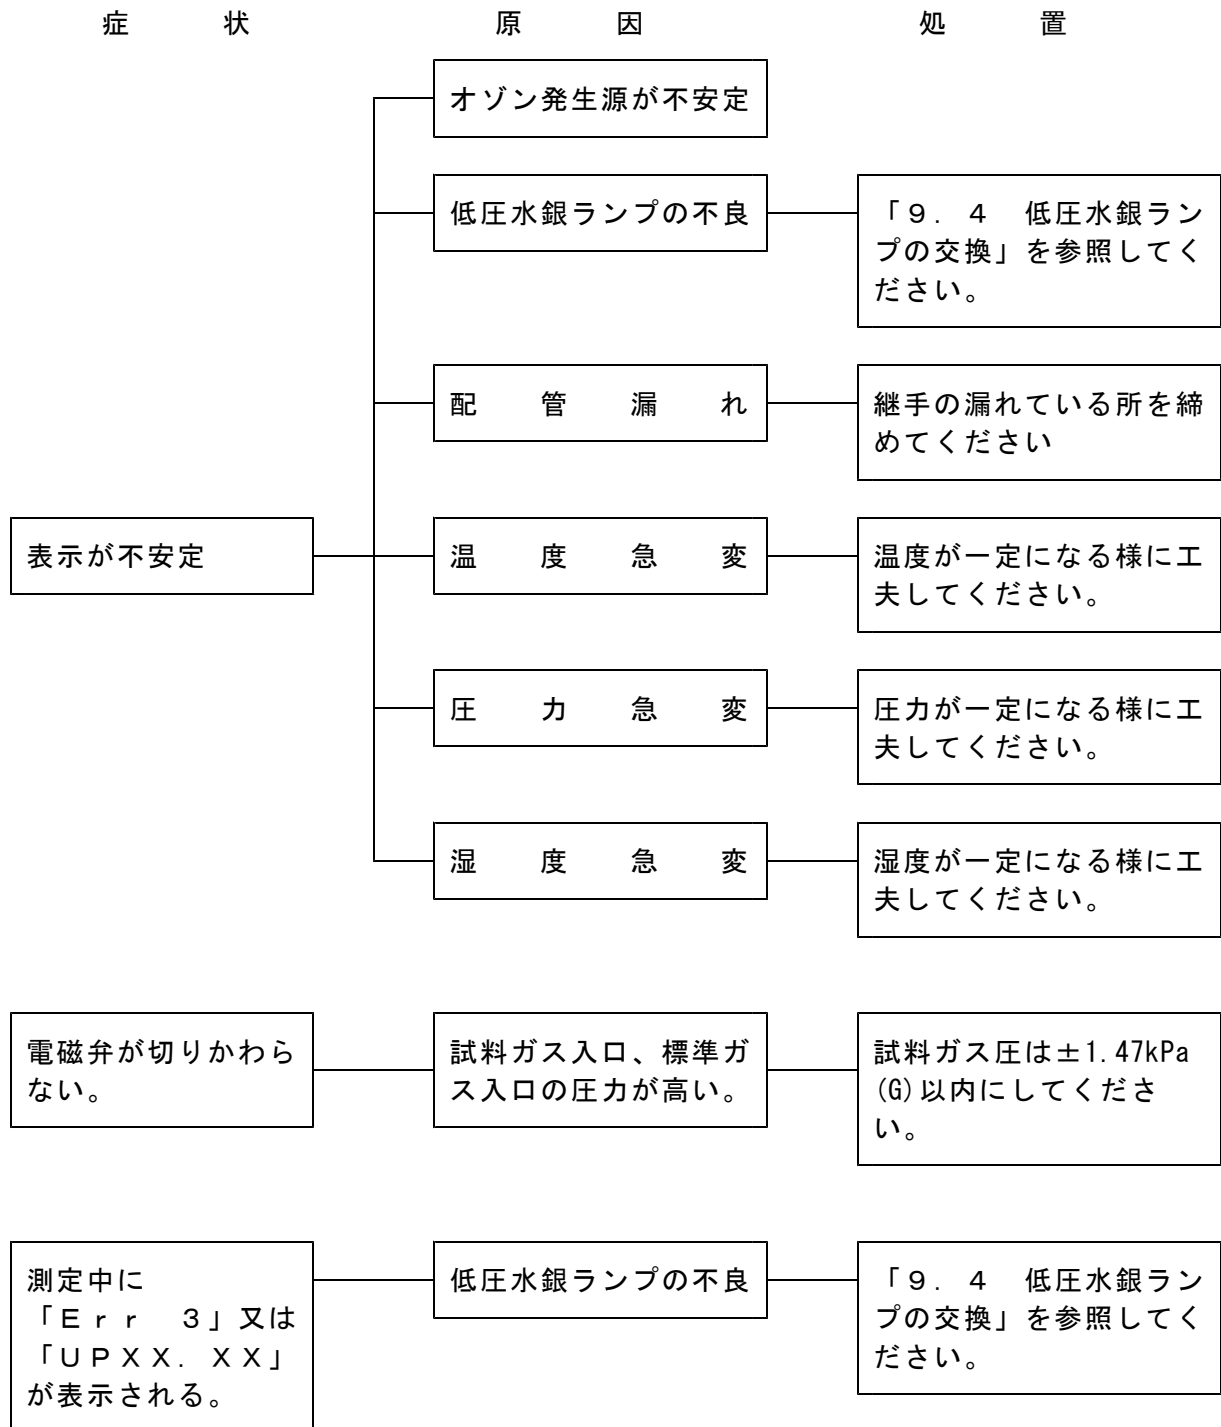 症状 原因 処置
オゾン発生源が不安定
低圧水銀ランプの不良
「９．４　低圧水銀ラン
プの交換」を参照してく
ださい。
配管漏れ
継手の漏れている所を締
めてください
表示が不安定
温度急変
温度が一定になる様に工
夫してください。
圧力急変
圧力が一定になる様に工
夫してください。
湿度急変
湿度が一定になる様に工
夫してください。
電磁弁が切りかわら
ない。
試料ガス入口、標準ガ
ス入口の圧力が高い。
試料ガス圧は±1.47kPa
(G)以内にしてくださ
い。
測定中に
「Ｅｒｒ　３」又は
「ＵＰＸＸ．ＸＸ」
が表示される。
低圧水銀ランプの不良
「９．４　低圧水銀ラン
プの交換」を参照してく
ださい。